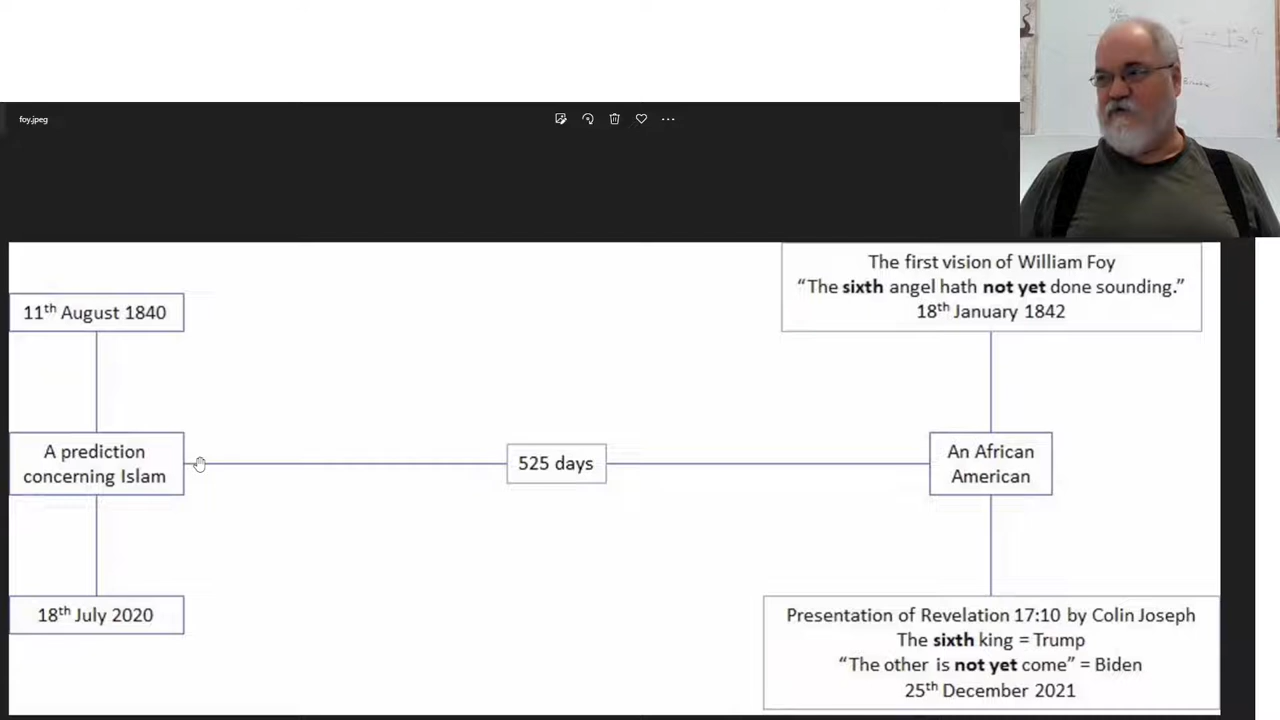 foy.jpeg
The first vision of William Foy
“The sixth angel hath not yet done sounding.”
18th January 1842
11th August 1840
A prediction
concerning Islam
525 days
An African
American
18th July 2020
Presentation of Revelation 17:10 by Colin Joseph
The sixth king = Trump
“The other is not yet come” = Biden
25th December 2021